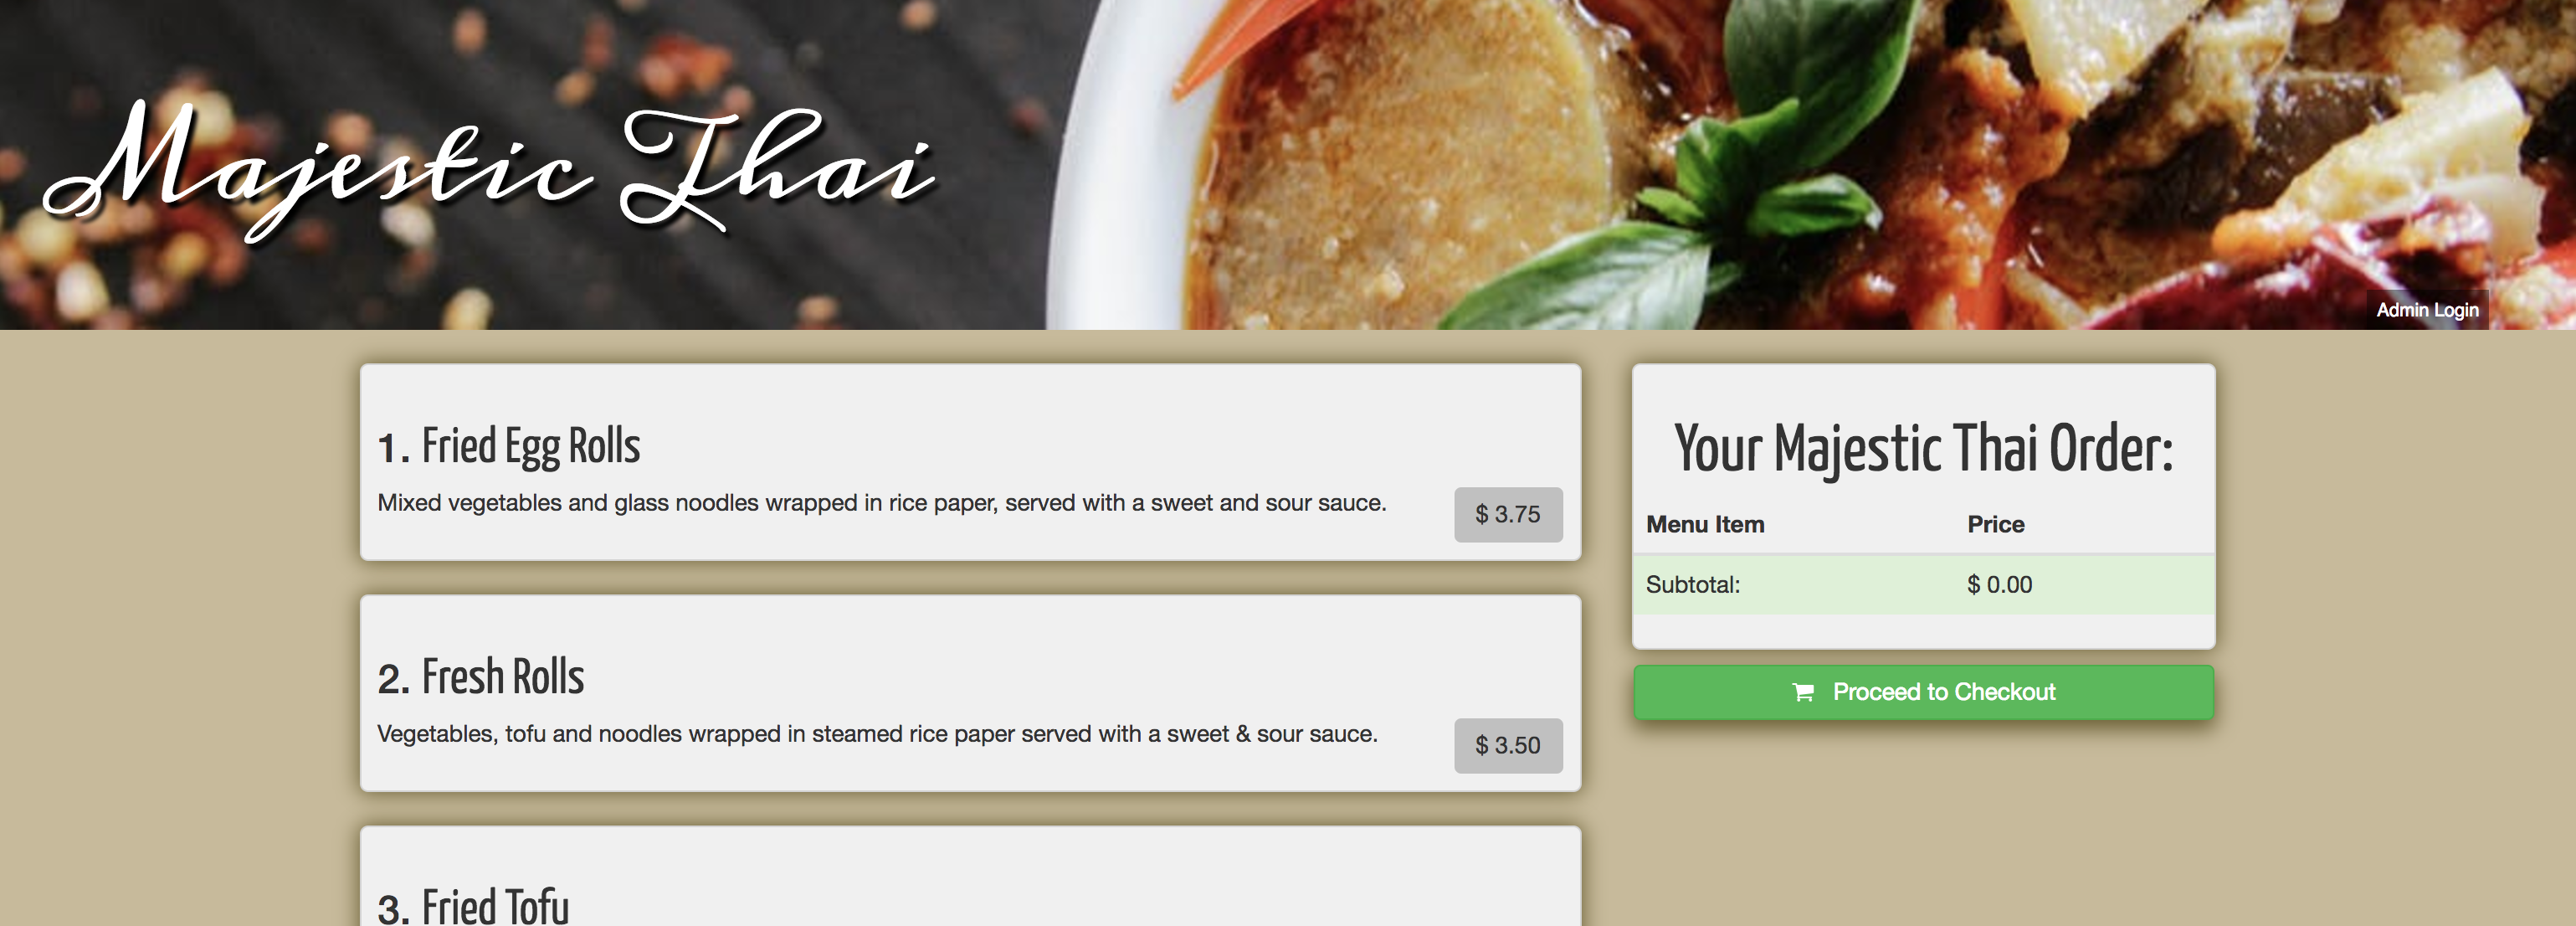 Majestic Thai
Admin Login
1. Fried Egg Rolls
Mixed vegetables and glass noodles wrapped in rice paper, served with a sweet and sour sauce.
$ 3.75
2. Fresh Rolls
Vegetables, tofu and noodles wrapped in steamed rice paper served with a sweet & sour sauce.
$ 3.50
3. Fried Tofu
Your Majestic Thai Order:
Menu Item Price
Subtotal: $ 0.00
Proceed to Checkout